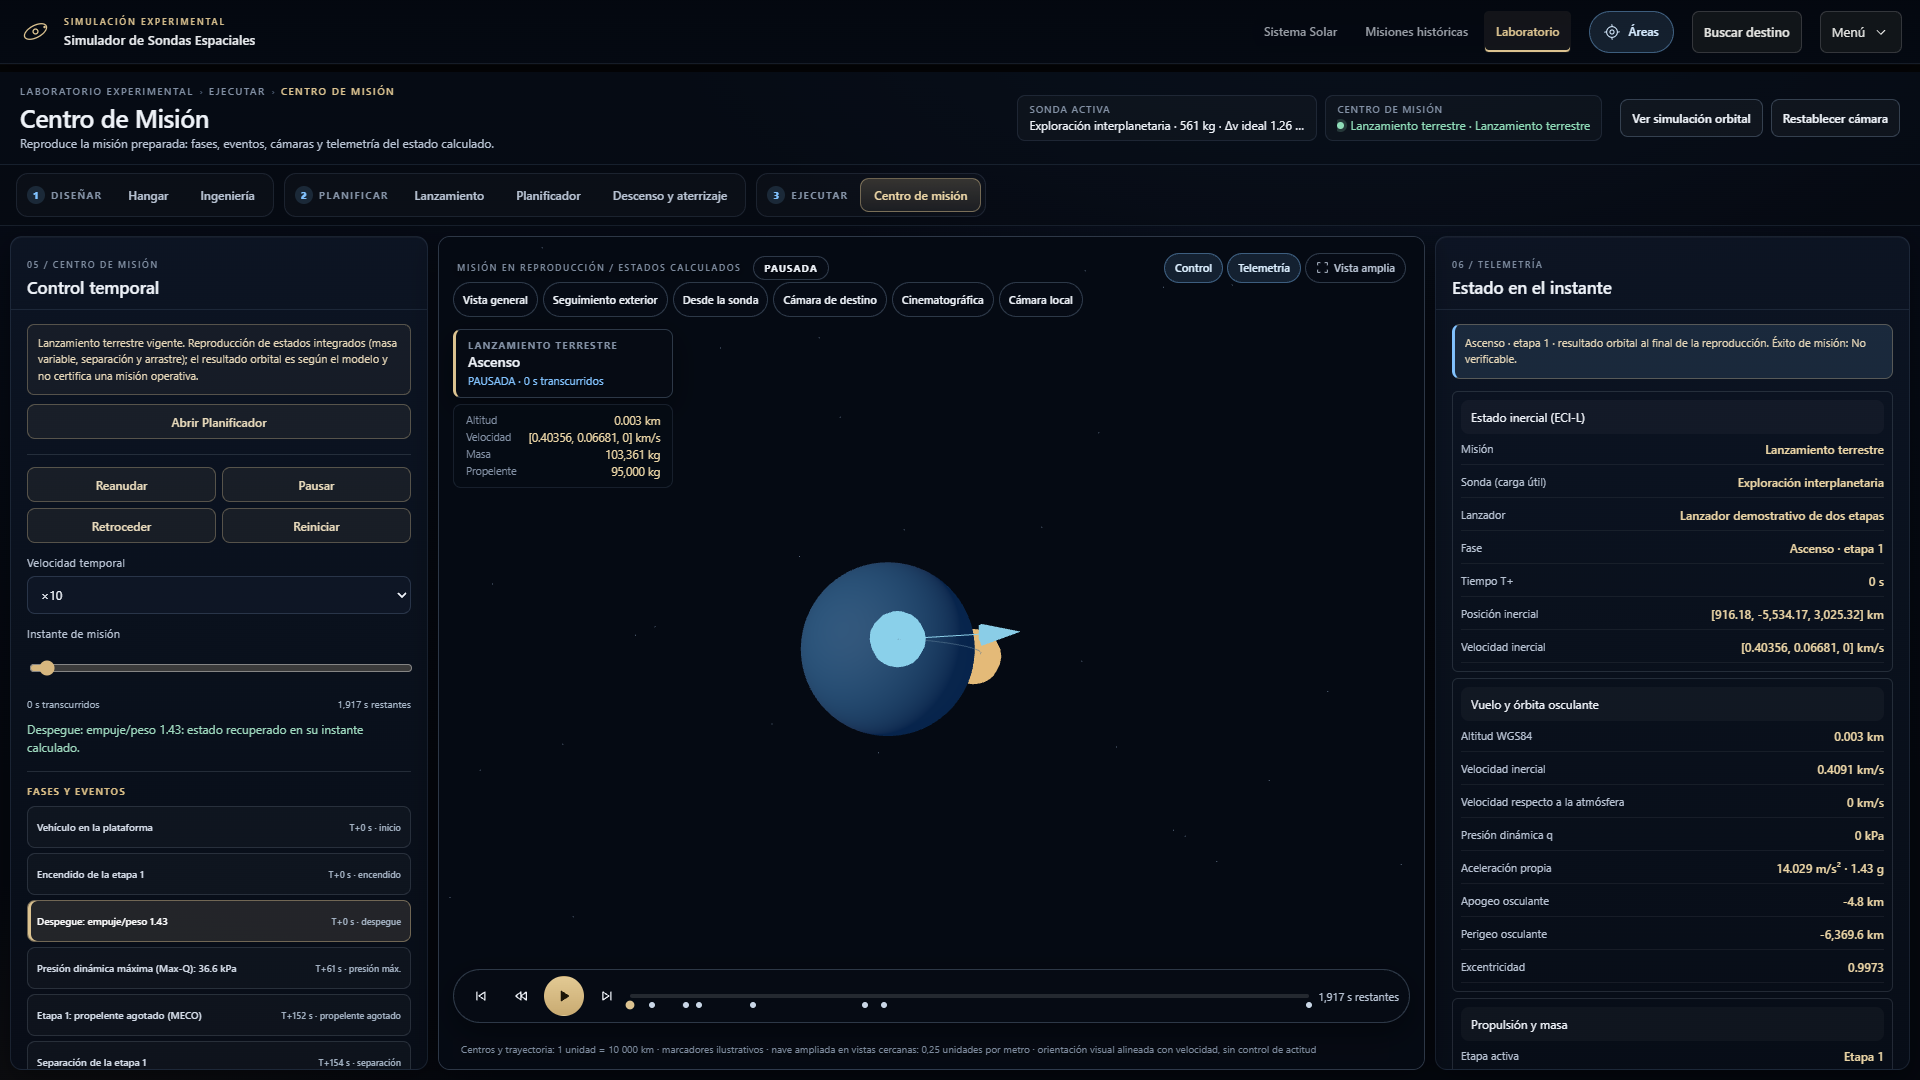 SIMULACIÓN EXPERIMENTAL
Simulador de Sondas Espaciales
Sistema Solar
Misiones históricas
Laboratorio
Áreas
Buscar destino
Menú
LABORATORIO EXPERIMENTAL › EJECUTAR › CENTRO DE MISIÓN
Centro de Misión
Reproduce la misión preparada: fases, eventos, cámaras y telemetría del estado calculado.
SONDA ACTIVA
Exploración interplanetaria · 561 kg · Δv ideal 1.26 ...
CENTRO DE MISIÓN
Lanzamiento terrestre · Lanzamiento terrestre
Ver simulación orbital
Restablecer cámara
1 DISEÑAR
Hangar
Ingeniería
2 PLANIFICAR
Lanzamiento
Planificador
Descenso y aterrizaje
3 EJECUTAR
Centro de misión
05 / CENTRO DE MISIÓN
Control temporal
Lanzamiento terrestre vigente. Reproducción de estados integrados (masa
variable, separación y arrastre); el resultado orbital es según el modelo y
no certifica una misión operativa.
Abrir Planificador
Reanudar
Pausar
Retroceder
Reiniciar
Velocidad temporal
×10
Instante de misión
0 s transcurridos
1,917 s restantes
Despegue: empuje/peso 1.43: estado recuperado en su instante
calculado.
FASES Y EVENTOS
Vehículo en la plataforma
T+0 s · inicio
Encendido de la etapa 1
T+0 s · encendido
Despegue: empuje/peso 1.43
T+0 s · despegue
Presión dinámica máxima (Max-Q): 36.6 kPa
T+61 s · presión máx.
Etapa 1: propelente agotado (MECO)
T+152 s · propelente agotado
Separación de la etapa 1
T+154 s · separación
MISIÓN EN REPRODUCCIÓN / ESTADOS CALCULADOS
PAUSADA
Control
Telemetría
Vista amplia
Vista general
Seguimiento exterior
Desde la sonda
Cámara de destino
Cinematográfica
Cámara local
LANZAMIENTO TERRESTRE
Ascenso
PAUSADA · 0 s transcurridos
Altitud 0.003 km
Velocidad [0.40356, 0.06681, 0] km/s
Masa 103,361 kg
Propelente 95,000 kg
1,917 s restantes
Centros y trayectoria: 1 unidad = 10 000 km · marcadores ilustrativos · nave ampliada en vistas cercanas: 0,25 unidades por metro · orientación visual alineada con velocidad, sin control de actitud
06 / TELEMETRÍA
Estado en el instante
Ascenso · etapa 1 · resultado orbital al final de la reproducción. Éxito de misión: No
verificable.
Estado inercial (ECI-L)
Misión Lanzamiento terrestre
Sonda (carga útil) Exploración interplanetaria
Lanzador Lanzador demostrativo de dos etapas
Fase Ascenso · etapa 1
Tiempo T+ 0 s
Posición inercial [916.18, -5,534.17, 3,025.32] km
Velocidad inercial [0.40356, 0.06681, 0] km/s
Vuelo y órbita osculante
Altitud WGS84 0.003 km
Velocidad inercial 0.4091 km/s
Velocidad respecto a la atmósfera 0 km/s
Presión dinámica q 0 kPa
Aceleración propia 14.029 m/s² · 1.43 g
Apogeo osculante -4.8 km
Perigeo osculante -6,369.6 km
Excentricidad 0.9973
Propulsión y masa
Etapa activa Etapa 1